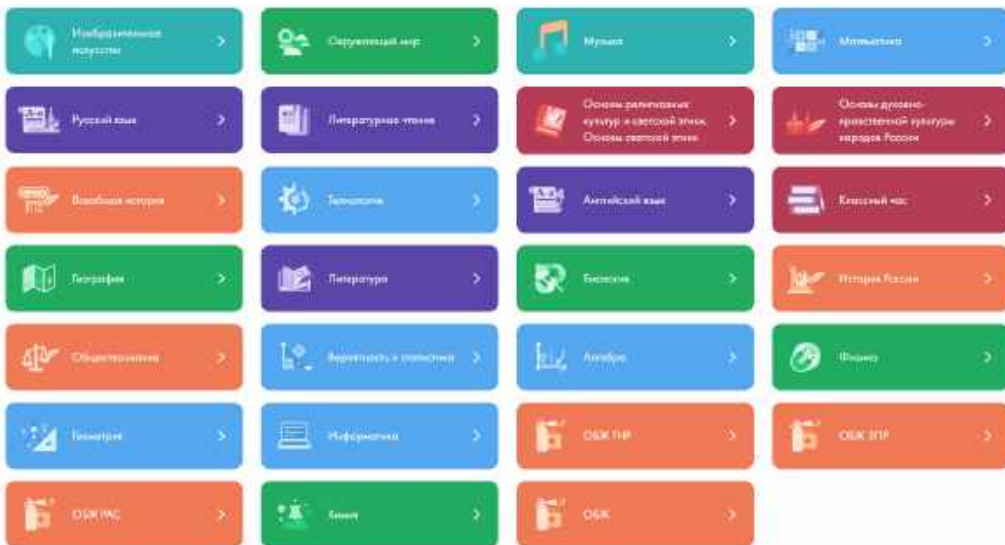 Изобразительное
искусство
Окружающий мир
Музыка
Математика
Русский язык
Литературное чтение
Основы религиозных
культур и светской этики.
Основы светской этики
Основы духовно-
нравственной культуры
народов России
Всеобщая история
Технология
Английский язык
Классный час
География
Литература
Биология
История России
Обществознание
Вероятность и статистика
Алгебра
Физика
Геометрия
Информатика
ОБЖ ТНР
ОБЖ ЗПР
ОБЖ РАС
Химия
ОБЖ